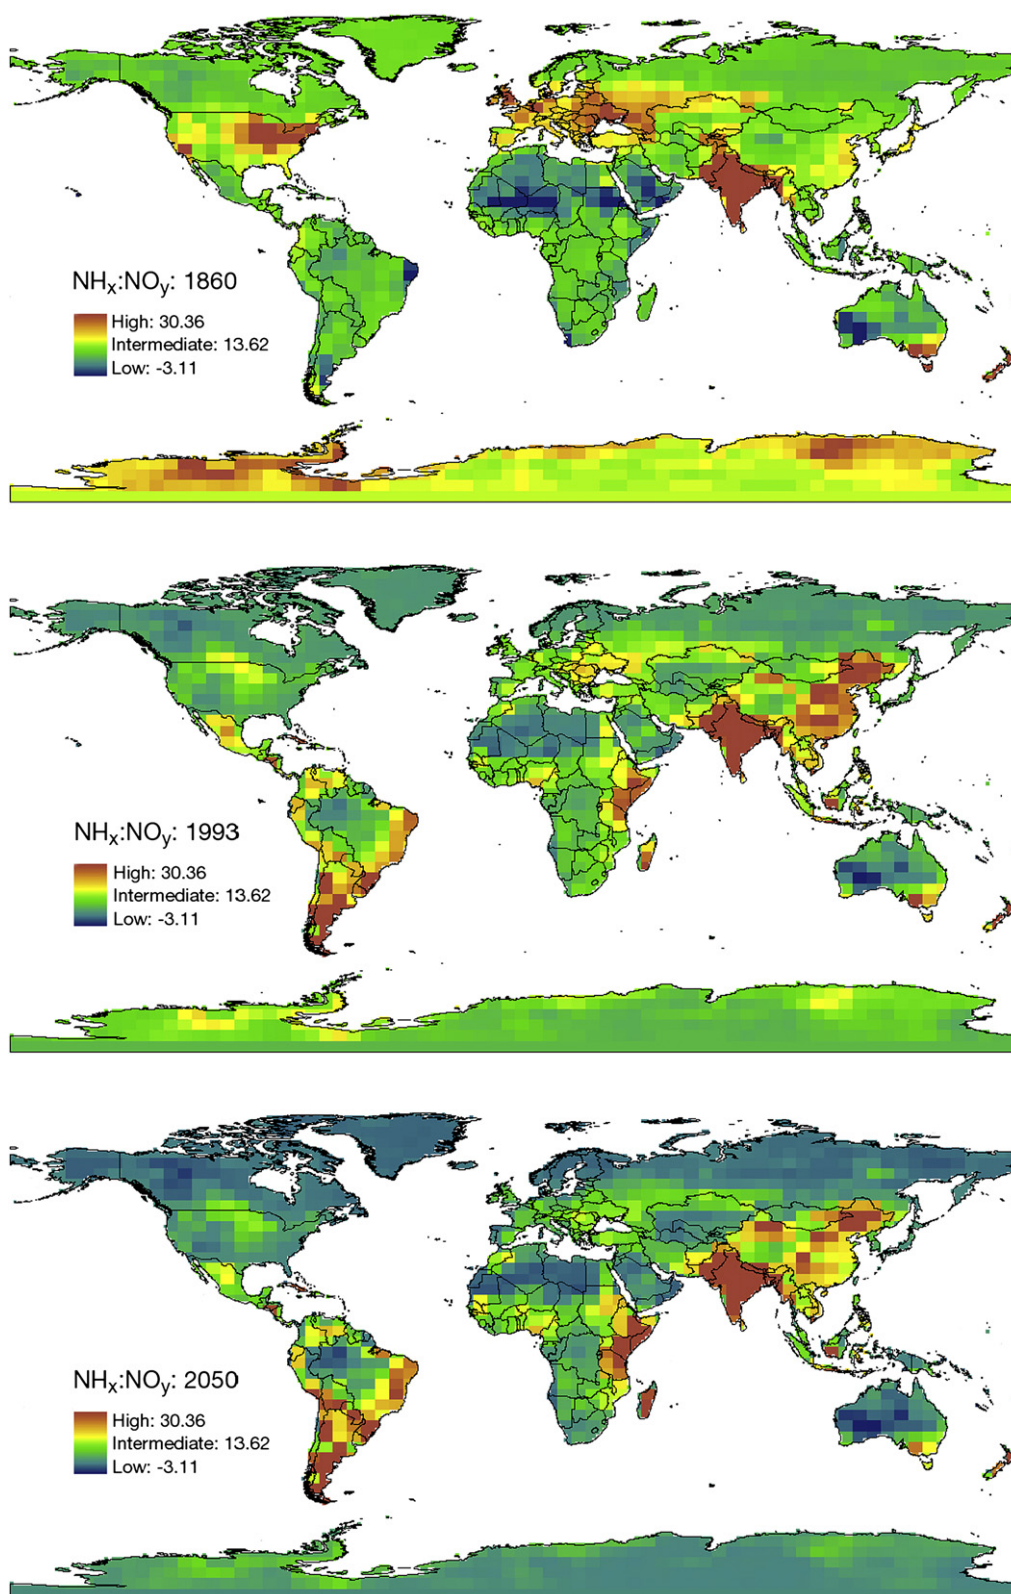 NHx:NOy: 1860
High: 30.36
Intermediate: 13.62
Low: -3.11
NHx:NOy: 1993
High: 30.36
Intermediate: 13.62
Low: -3.11
NHx:NOy: 2050
High: 30.36
Intermediate: 13.62
Low: -3.11